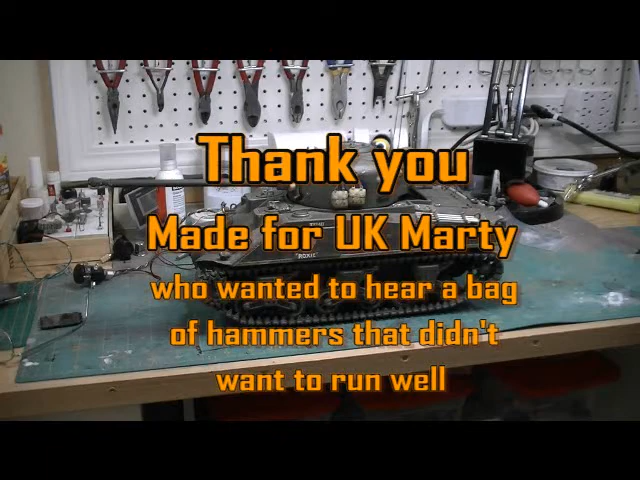 Thank you
Made for UK Marty
who wanted to hear a bag
of hammers that didn't
want to run well
"ROXIE"